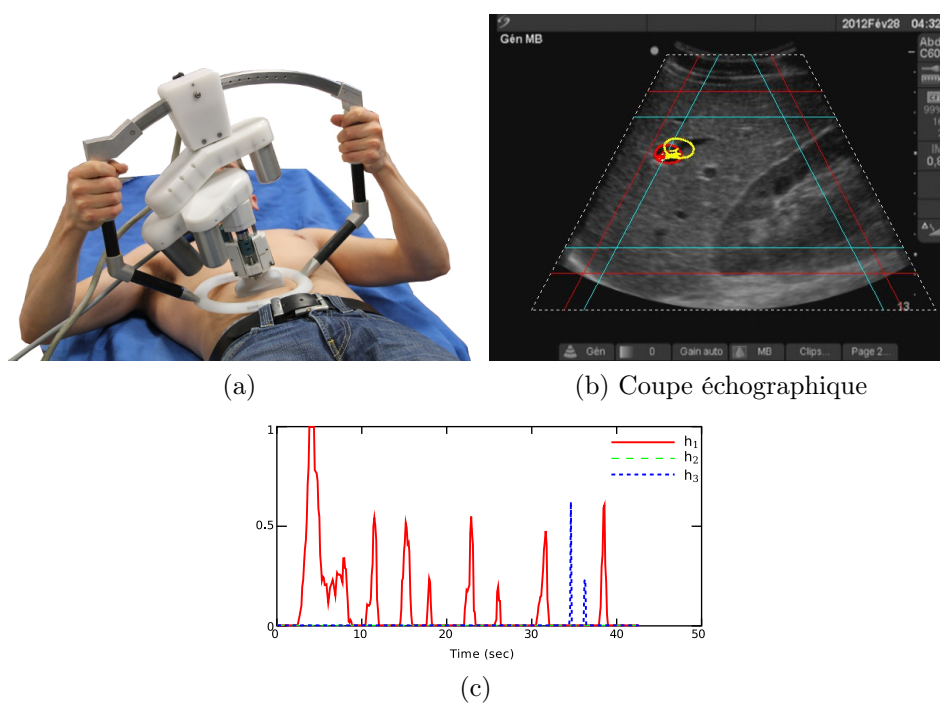 2012Fév28 04:32
Gén MB
Abd
C60
99%
13
Gén 0 Gain auto MB Clips... Page 2...
(a)
(b) Coupe échographique
1
0.5
0
h1
h2
h3
0 10 20 30 40 50
Time (sec)
(c)